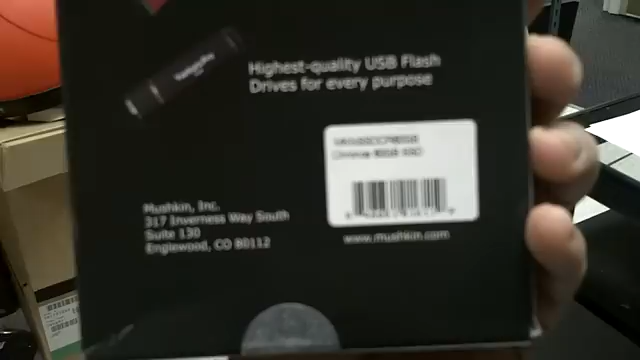 Highest-quality USB Flash
Drives for every purpose
Mushkin, Inc.
317 Inverness Way South
Suite 130
Englewood, CO 80112
www.mushkin.com